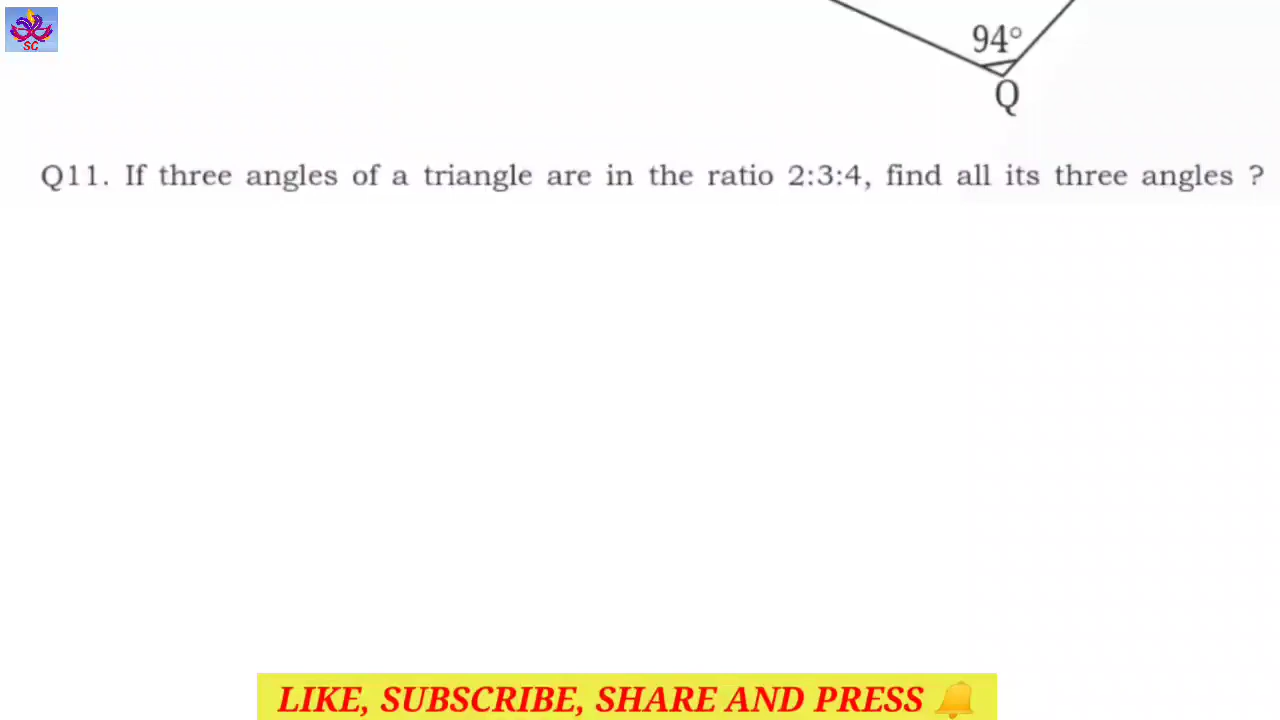 SC
94°
Q
Q11. If three angles of a triangle are in the ratio 2:3:4, find all its three angles ?
LIKE, SUBSCRIBE, SHARE AND PRESS 🔔